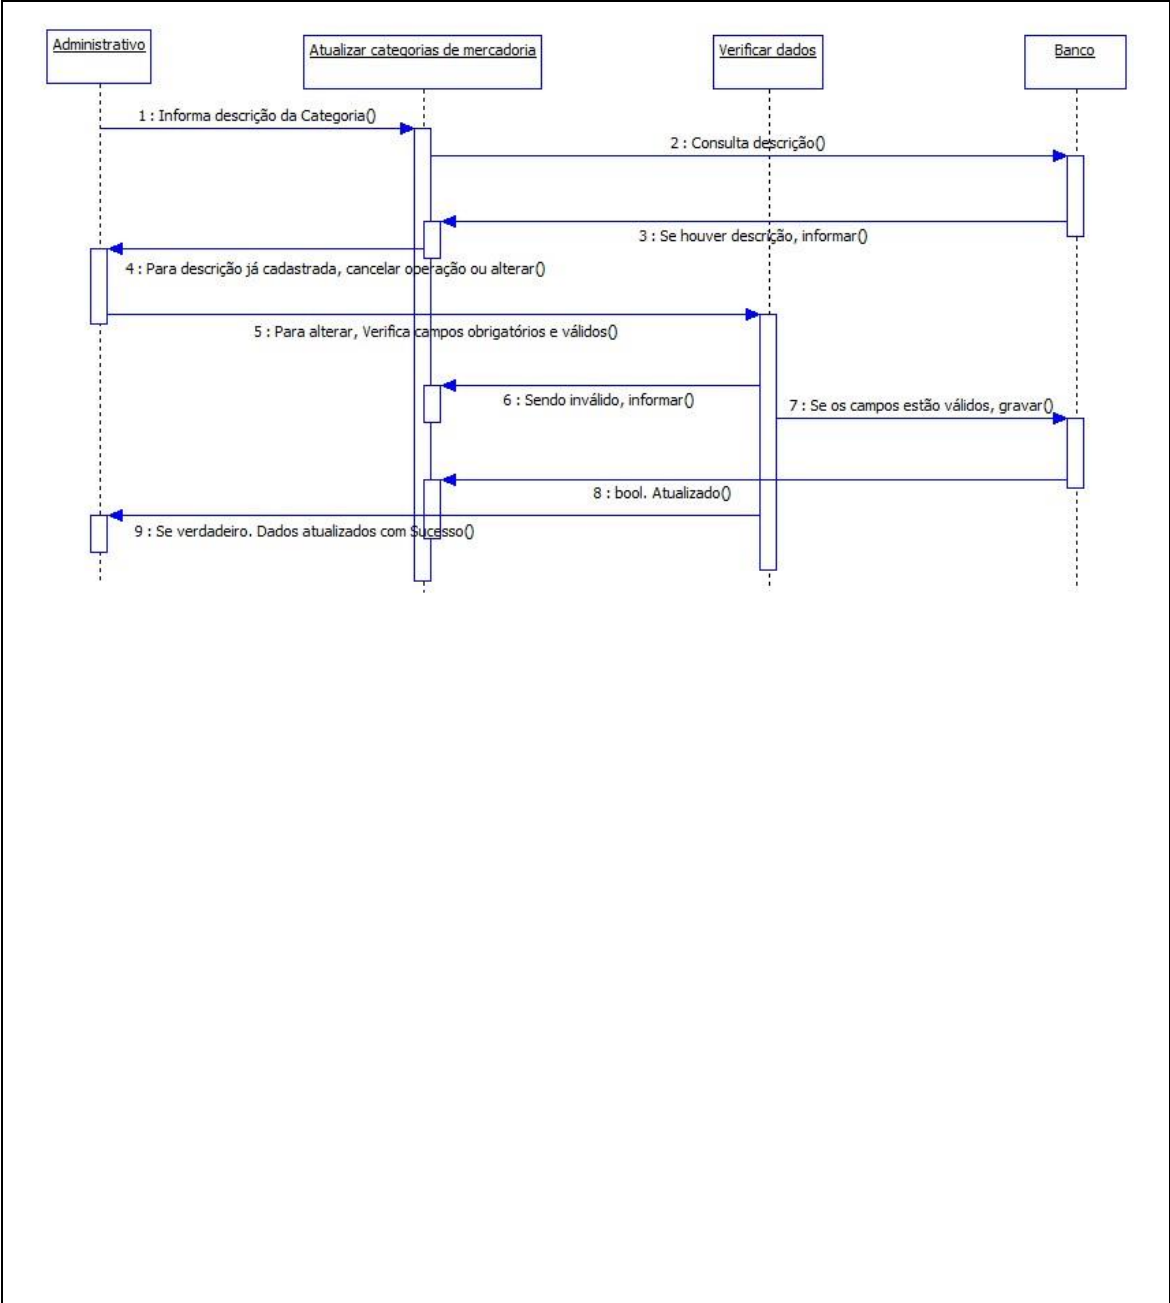 Administrativo
Atualizar categorias de mercadoria
Verificar dados
Banco
1 : Informa descrição da Categoria()
2 : Consulta descrição()
3 : Se houver descrição, informar()
4 : Para descrição já cadastrada, cancelar operação ou alterar()
5 : Para alterar, Verifica campos obrigatórios e válidos()
6 : Sendo inválido, informar()
7 : Se os campos estão válidos, gravar()
8 : bool. Atualizado()
9 : Se verdadeiro. Dados atualizados com Sucesso()